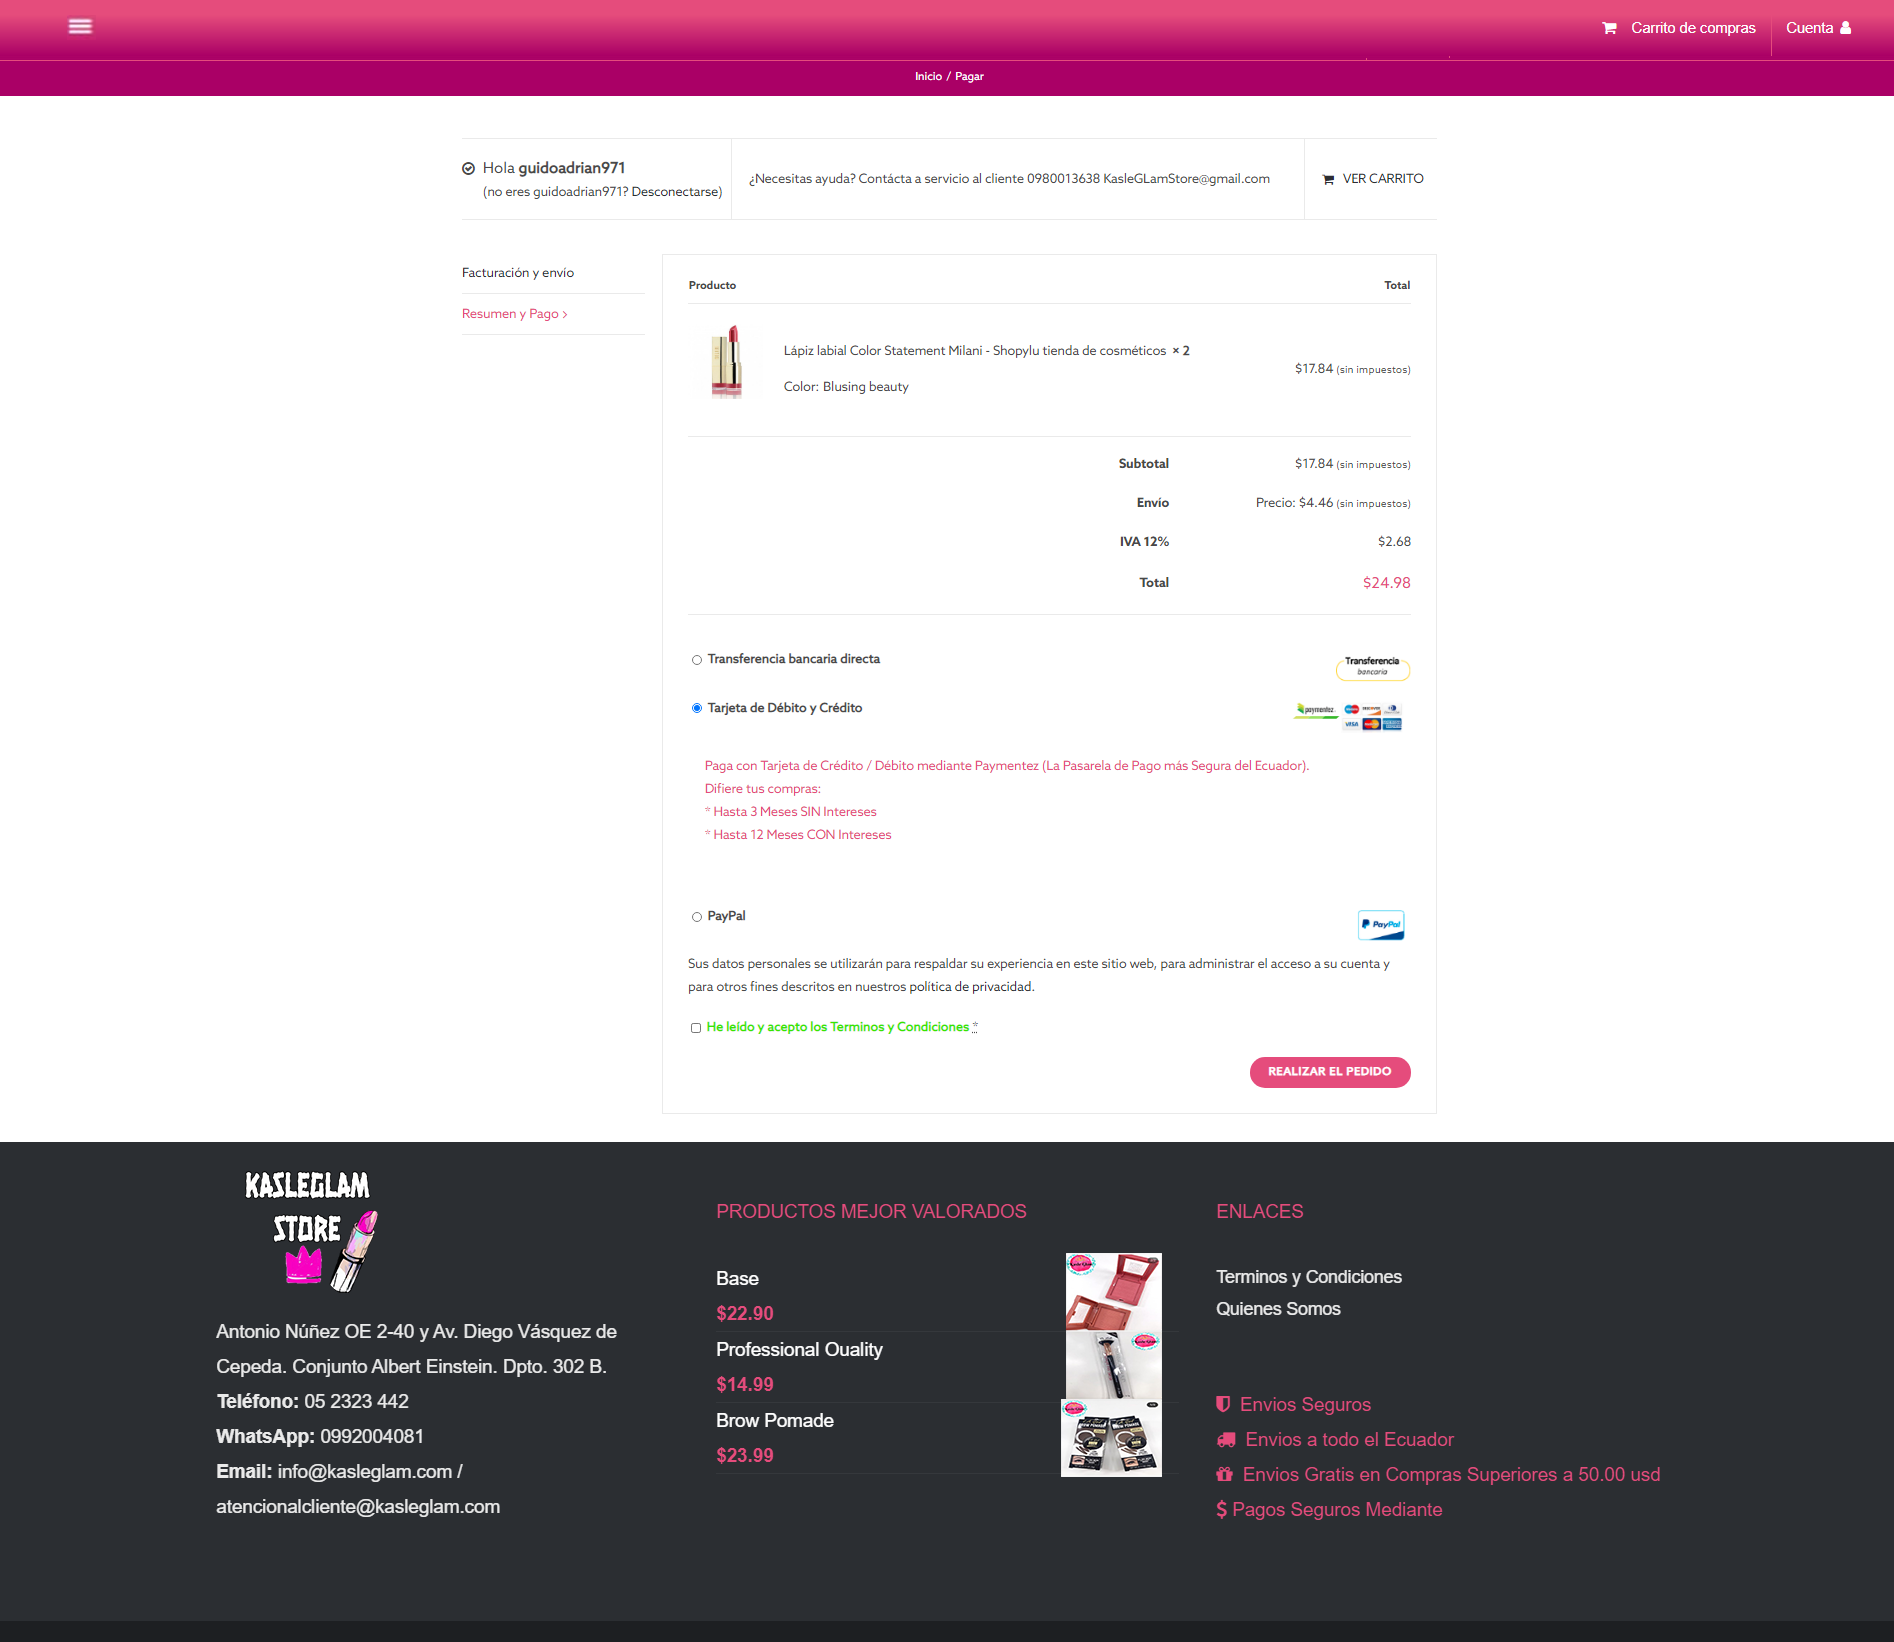 Carrito de compras
Cuenta
Inicio / Pagar
Hola guidoadrian971
(no eres guidoadrian971? Desconectarse)
¿Necesitas ayuda? Contácta a servicio al cliente 0980013638 KasleGLamStore@gmail.com
VER CARRITO
Facturación y envío
Resumen y Pago >
Producto Total
Lápiz labial Color Statement Milani - Shopylu tienda de cosméticos × 2
Color: Blusing beauty
$17.84 (sin impuestos)
Subtotal $17.84 (sin impuestos)
Envío Precio: $4.46 (sin impuestos)
IVA 12% $2.68
Total $24.98
Transferencia bancaria directa
Transferencia
bancaria
Tarjeta de Débito y Crédito
paymentez
VISA
Paga con Tarjeta de Crédito / Débito mediante Paymentez (La Pasarela de Pago más Segura del Ecuador).
Difiere tus compras:
* Hasta 3 Meses SIN Intereses
* Hasta 12 Meses CON Intereses
PayPal
PayPal
Sus datos personales se utilizarán para respaldar su experiencia en este sitio web, para administrar el acceso a su cuenta y
para otros fines descritos en nuestros política de privacidad.
He leído y acepto los Terminos y Condiciones *
REALIZAR EL PEDIDO
KASLEGLAM
STORE
Antonio Núñez OE 2-40 y Av. Diego Vásquez de
Cepeda. Conjunto Albert Einstein. Dpto. 302 B.
Teléfono: 05 2323 442
WhatsApp: 0992004081
Email: info@kasleglam.com /
atencionalcliente@kasleglam.com
PRODUCTOS MEJOR VALORADOS
Base
$22.90
Professional Ouality
$14.99
Brow Pomade
$23.99
BROW POMADE
ENLACES
Terminos y Condiciones
Quienes Somos
Envios Seguros
Envios a todo el Ecuador
Envios Gratis en Compras Superiores a 50.00 usd
$ Pagos Seguros Mediante